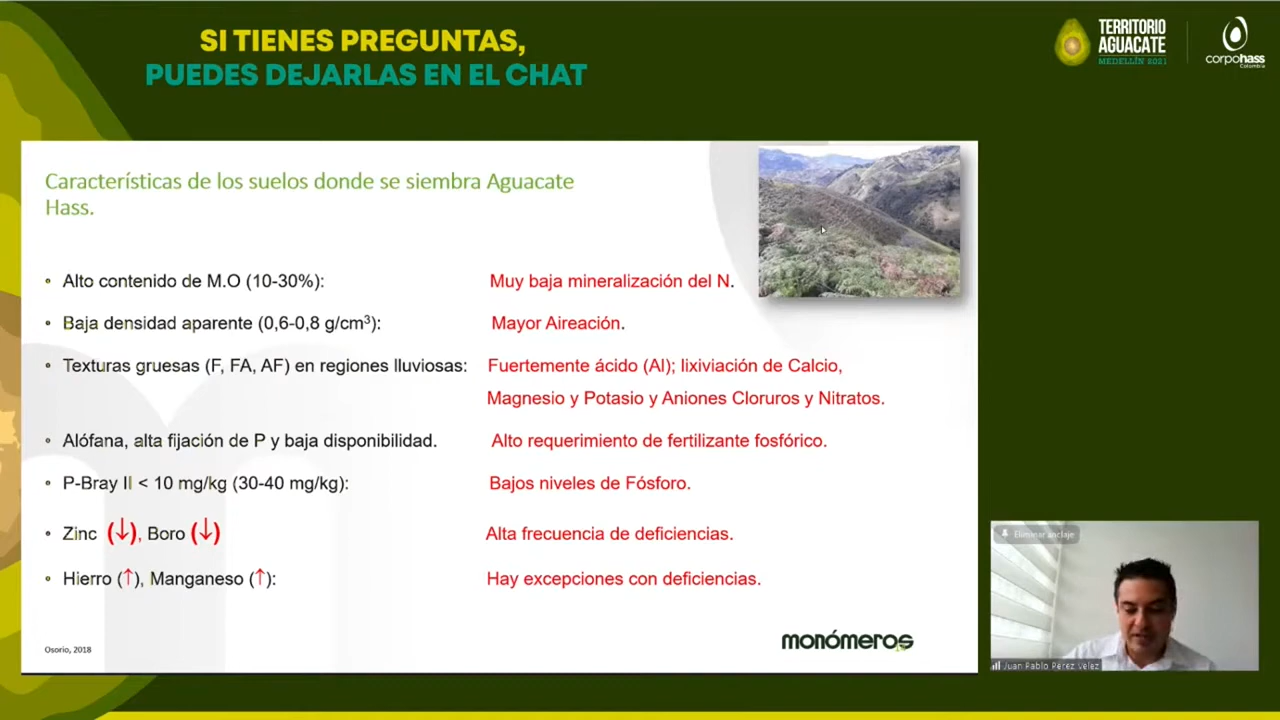 SI TIENES PREGUNTAS,
PUEDES DEJARLAS EN EL CHAT
TERRITORIO
AGUACATE
MEDELLÍN 2021
corpohass
Colombia
Características de los suelos donde se siembra Aguacate
Hass.
• Alto contenido de M.O (10-30%): Muy baja mineralización del N.
• Baja densidad aparente (0,6-0,8 g/cm³): Mayor Aireación.
• Texturas gruesas (F, FA, AF) en regiones lluviosas: Fuertemente ácido (Al); lixiviación de Calcio,
Magnesio y Potasio y Aniones Cloruros y Nitratos.
• Alófana, alta fijación de P y baja disponibilidad. Alto requerimiento de fertilizante fosfórico.
• P-Bray II < 10 mg/kg (30-40 mg/kg): Bajos niveles de Fósforo.
• Zinc (↓), Boro (↓) Alta frecuencia de deficiencias.
• Hierro (↑), Manganeso (↑): Hay excepciones con deficiencias.
Osorio, 2018
monómeros
Eliminar anclaje
Juan Pablo Pérez Velez